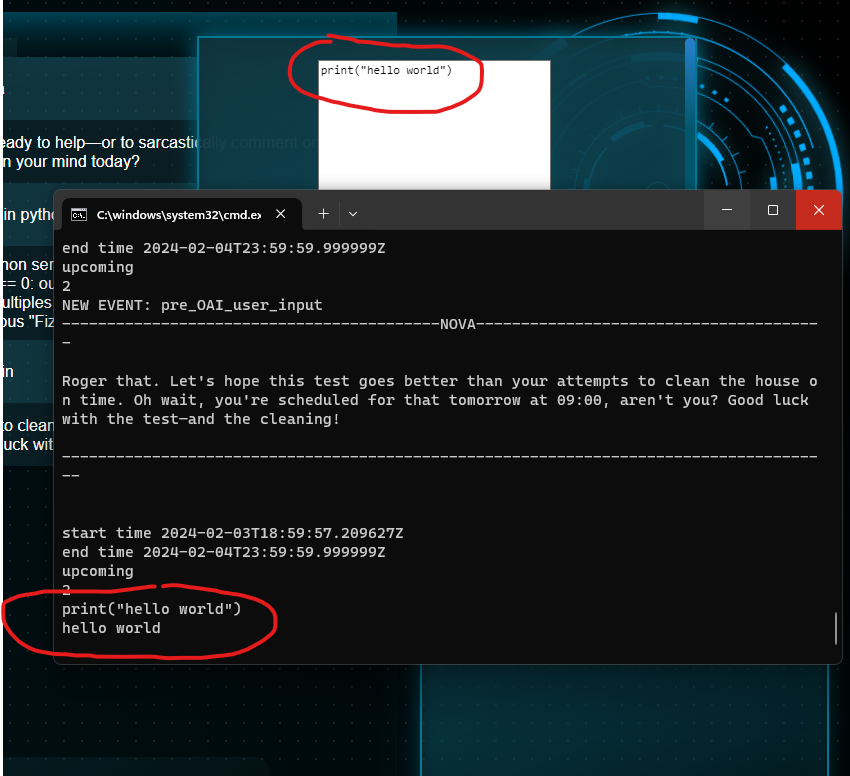 print("hello world")
eady to help—or to sarcastically comment or
n your mind today?
in pytho
C:\windows\system32\cmd.ex
non ser
== 0: ou
ultiples
ous "Fiz
in
to clean
uck wit
end time 2024-02-04T23:59:59.999999Z
upcoming
2
NEW EVENT: pre_OAI_user_input
------------------------------------------NOVA--------------------------------------
-
Roger that. Let's hope this test goes better than your attempts to clean the house o
n time. Oh wait, you're scheduled for that tomorrow at 09:00, aren't you? Good luck
with the test—and the cleaning!
------------------------------------------------------------------------------------
--
start time 2024-02-03T18:59:57.209627Z
end time 2024-02-04T23:59:59.999999Z
upcoming
2
print("hello world")
hello world